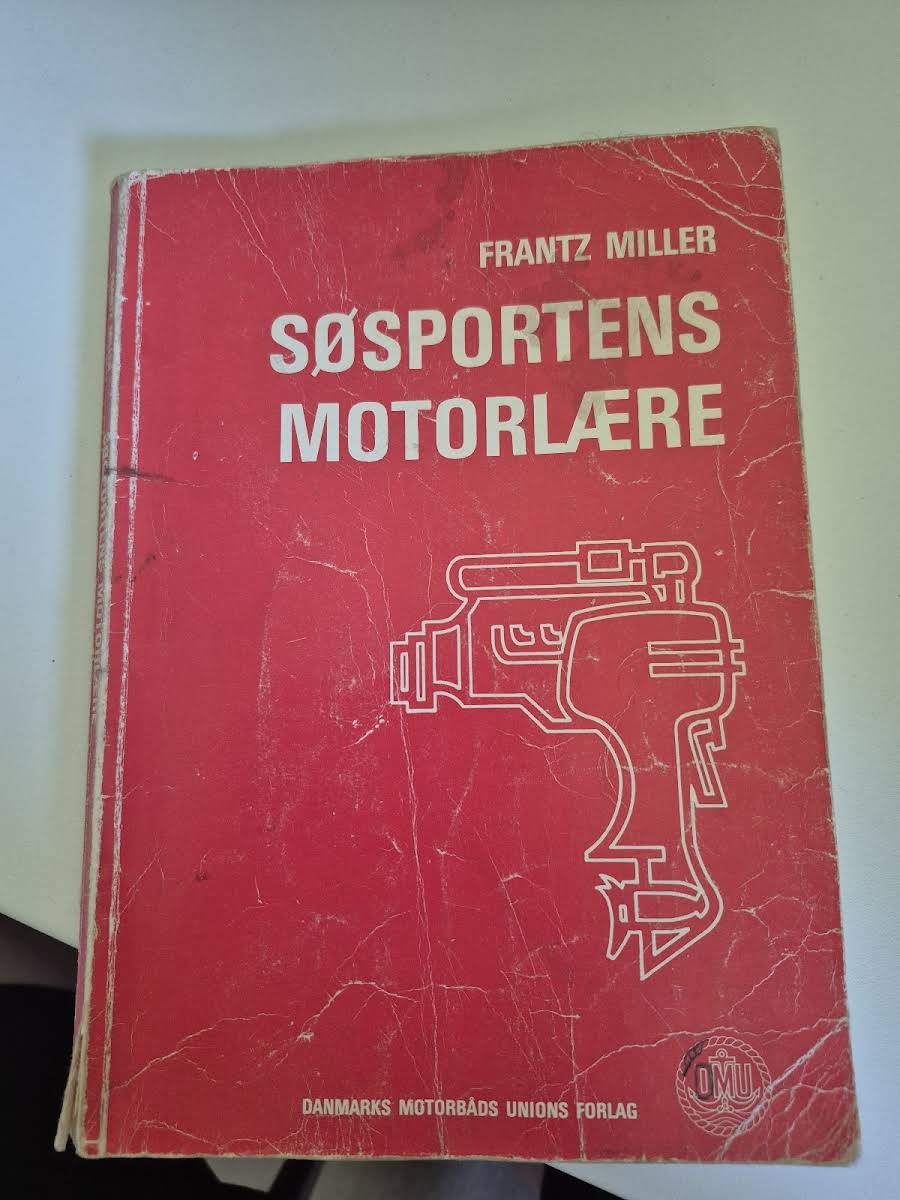 FRANTZ MILLER
SØSPORTENS
MOTORLÆRE
DANMARKS MOTORBÅDS UNIONS FORLAG
DMU